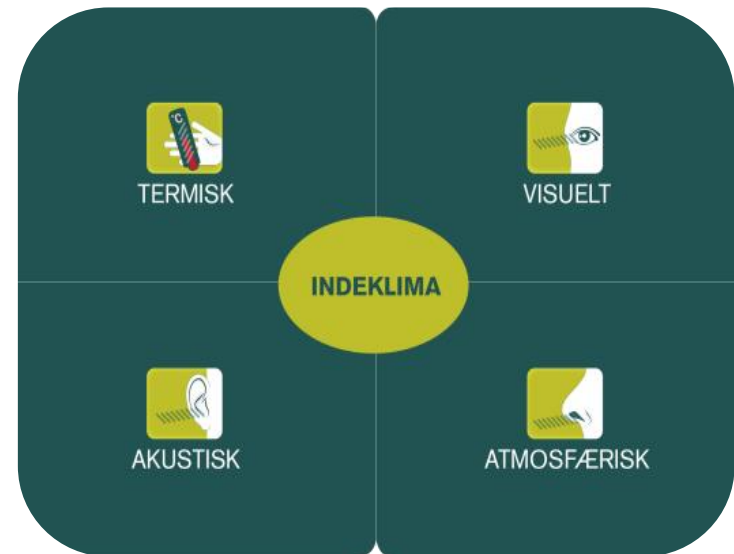 °C
TERMISK
VISUELT
INDEKLIMA
AKUSTISK
ATMOSFÆRISK